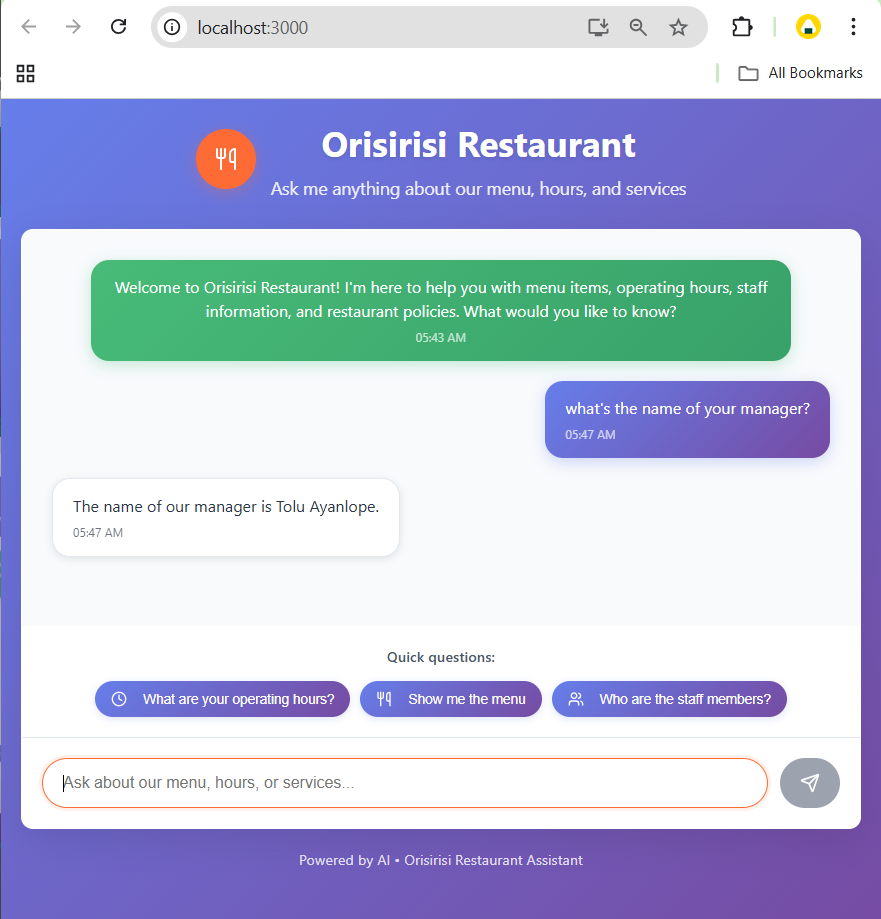 localhost:3000
All Bookmarks
Orisirisi Restaurant
Ask me anything about our menu, hours, and services
Welcome to Orisirisi Restaurant! I'm here to help you with menu items, operating hours, staff
information, and restaurant policies. What would you like to know?
05:43 AM
what's the name of your manager?
05:47 AM
The name of our manager is Tolu Ayanlope.
05:47 AM
Quick questions:
What are your operating hours?
Show me the menu
Who are the staff members?
Ask about our menu, hours, or services...
Powered by AI • Orisirisi Restaurant Assistant